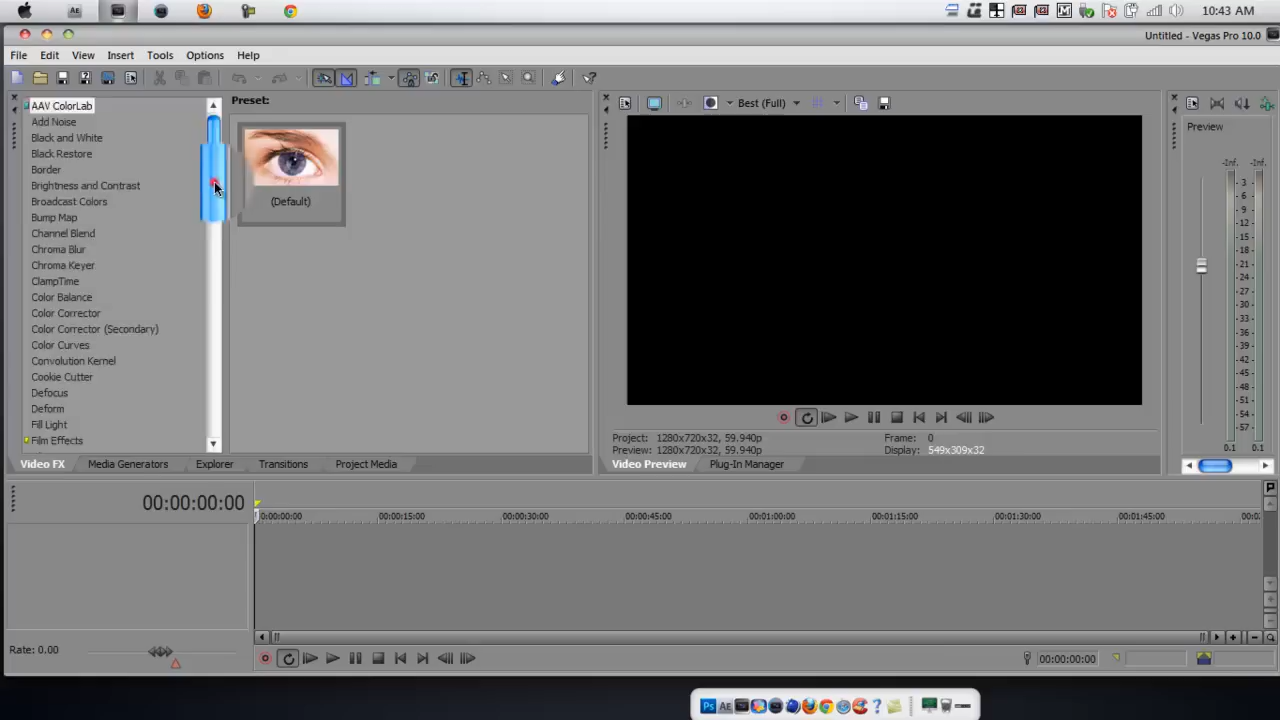 Ae
M
10:43 AM
Untitled - Vegas Pro 10.0
File Edit View Insert Tools Options Help
AAV ColorLab
Add Noise
Black and White
Black Restore
Border
Brightness and Contrast
Broadcast Colors
Bump Map
Channel Blend
Chroma Blur
Chroma Keyer
ClampTime
Color Balance
Color Corrector
Color Corrector (Secondary)
Color Curves
Convolution Kernel
Cookie Cutter
Defocus
Deform
Fill Light
Film Effects
Preset:
(Default)
Video FX Media Generators Explorer Transitions Project Media
Best (Full)
Project: 1280x720x32, 59.940p
Frame: 0
Preview: 1280x720x32, 59.940p
Display: 549x309x32
Video Preview Plug-In Manager
Preview
-Inf. -Inf.
3
6
9
12
15
18
21
24
27
30
33
36
39
42
45
48
51
54
57
0.1 0.1
00:00:00:00
0:00:00:00 00:00:15:00 00:00:30:00 00:00:45:00 00:01:00:00 00:01:15:00 00:01:30:00 00:01:45:00
Rate: 0.00
00:00:00:00
Ps AE